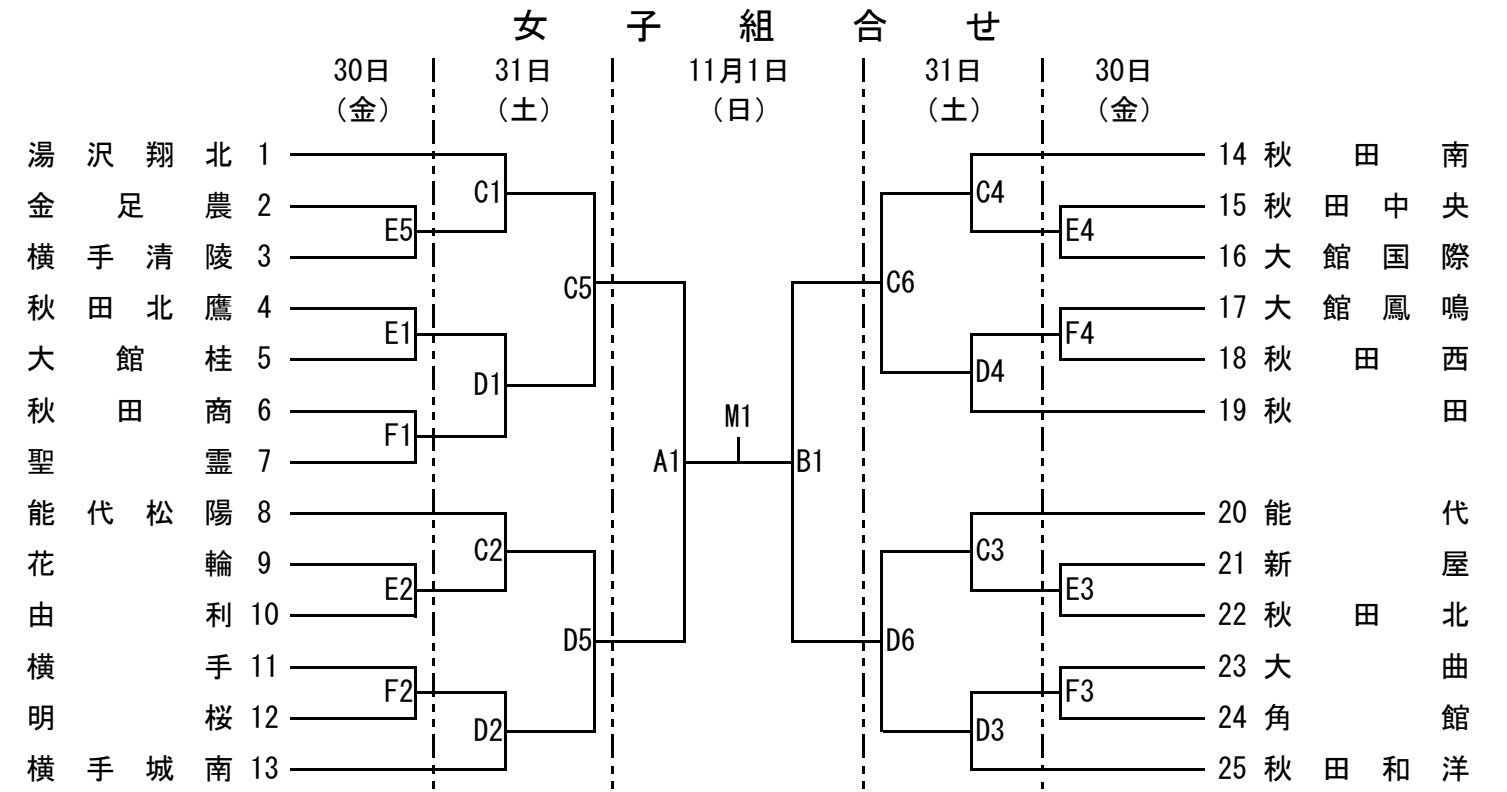 女子組合せ
30日 31日 11月1日 31日 30日
（金） （土） （日） （土） （金）
湯沢翔北 1 14 秋田南
C1 C4
金足農 2 15 秋田中央
E5 E4
横手清陵 3 16 大館国際
C5 C6
秋田北鷹 4 17 大館鳳鳴
E1 F4
大館桂 5 18 秋田西
D1 D4
秋田商 6 19 秋田
M1
F1
聖霊 7
A1 B1
能代松陽 8 20 能代
C2 C3
花輪 9 21 新屋
E2 E3
由利 10 22 秋田北
D5 D6
横手 11 23 大曲
F2 F3
明桜 12 24 角館
D2 D3
横手城南 13 25 秋田和洋